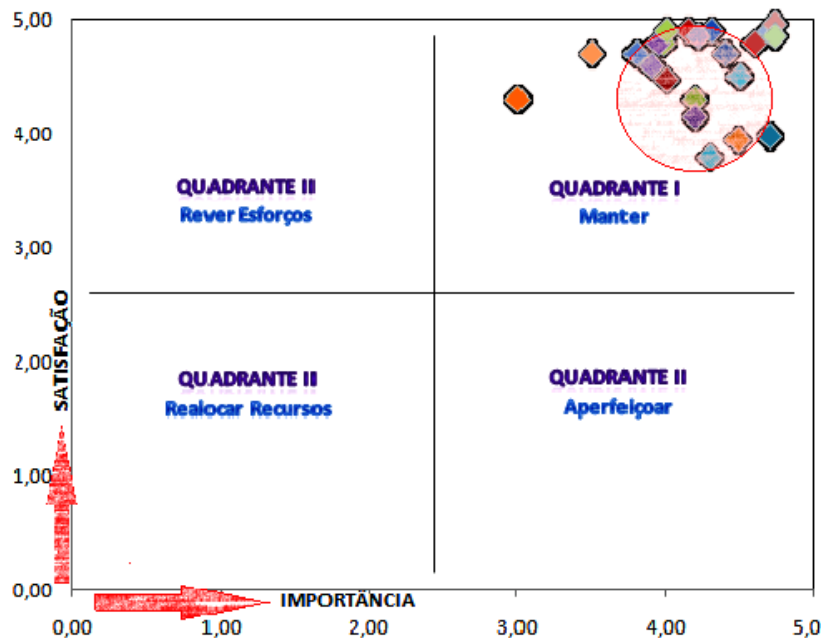 5,00
4,00
QUADRANTE II
Rever Esforços
QUADRANTE I
Manter
3,00
SATISFAÇÃO
2,00
QUADRANTE II
Realocar Recursos
QUADRANTE II
Aperfeiçoar
1,00
0,00
IMPORTÂNCIA
0,00 1,00 2,00 3,00 4,00 5,0